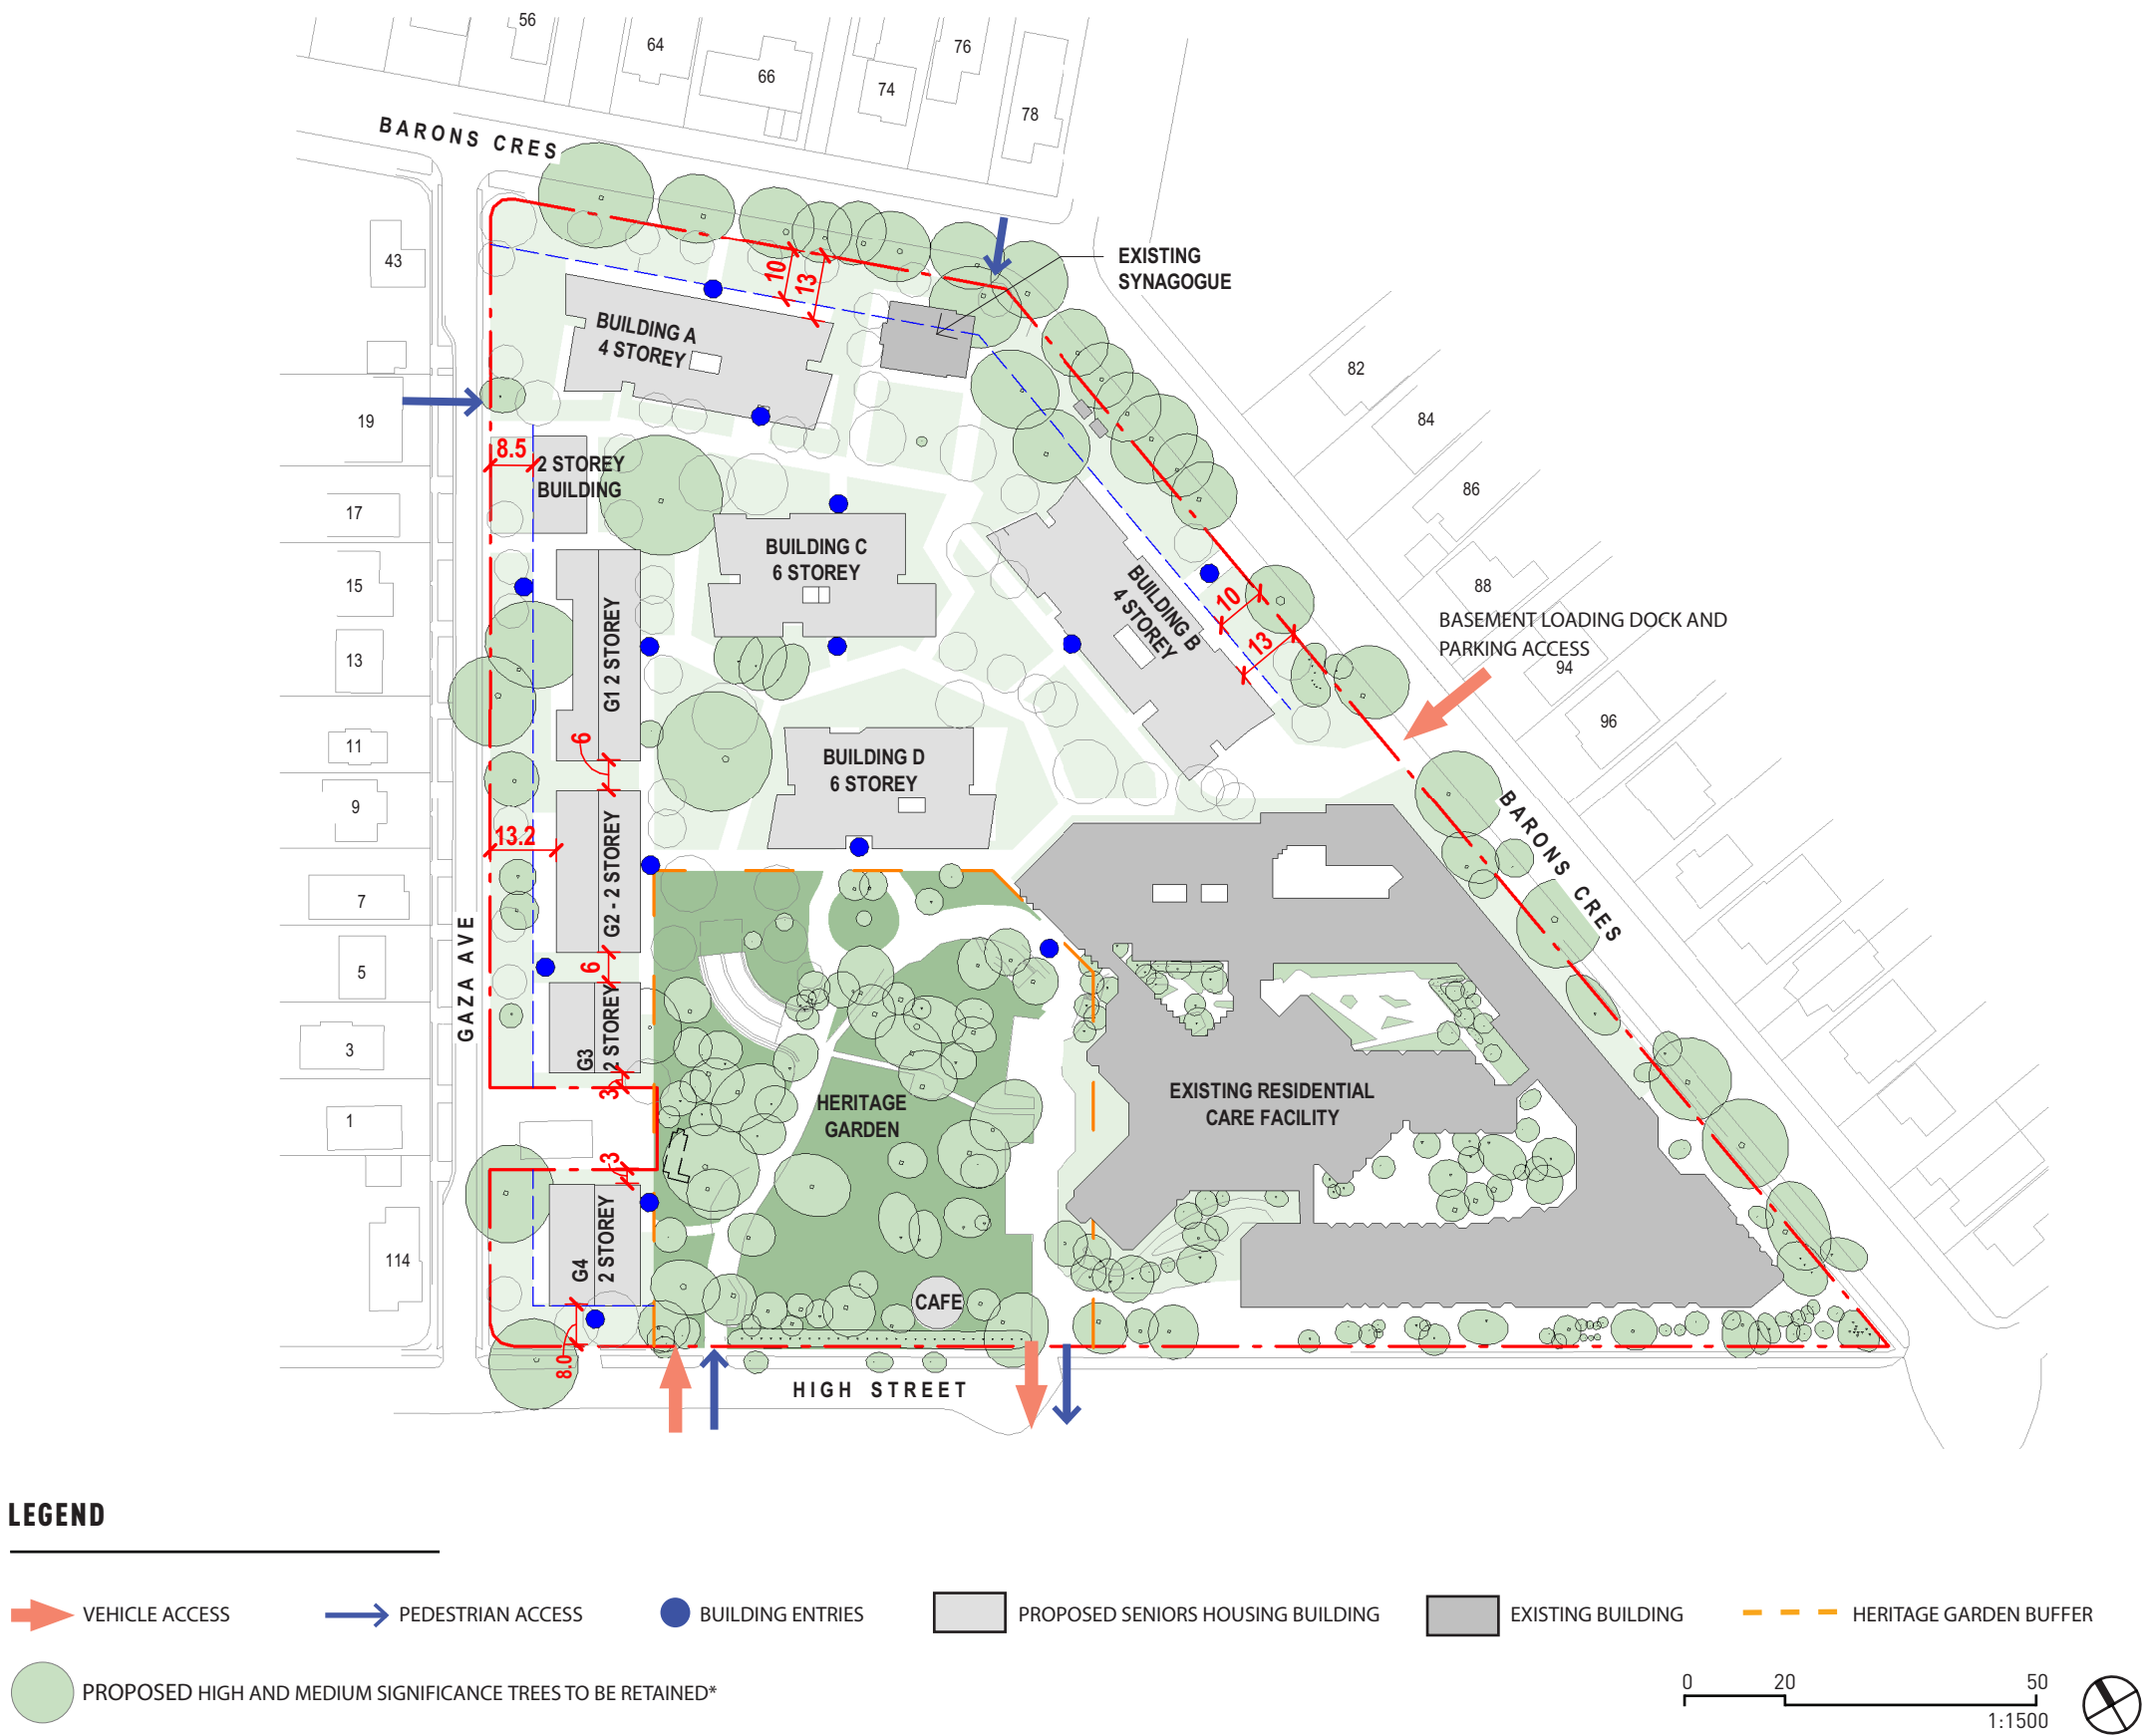 56
64
66
74
76
78
BARONS CRES
43
EXISTING
SYNAGOGUE
10
13
BUILDING A
4 STOREY
82
84
19
8.5
2 STOREY
BUILDING
86
17
BUILDING C
6 STOREY
15
88
BUILDING B
4 STOREY
10
13
G1 2 STOREY
BASEMENT LOADING DOCK AND
PARKING ACCESS
94
13
96
11
6
BUILDING D
6 STOREY
9
13.2
BARONS CRES
G2 - 2 STOREY
7
GAZA AVE
5
6
G3
2 STOREY
3
3
EXISTING RESIDENTIAL
CARE FACILITY
HERITAGE
GARDEN
1
3
G4
2 STOREY
114
CAFE
8.0
HIGH STREET
LEGEND
VEHICLE ACCESS
PEDESTRIAN ACCESS
BUILDING ENTRIES
PROPOSED SENIORS HOUSING BUILDING
EXISTING BUILDING
HERITAGE GARDEN BUFFER
PROPOSED HIGH AND MEDIUM SIGNIFICANCE TREES TO BE RETAINED*
0 20 50
1:1500